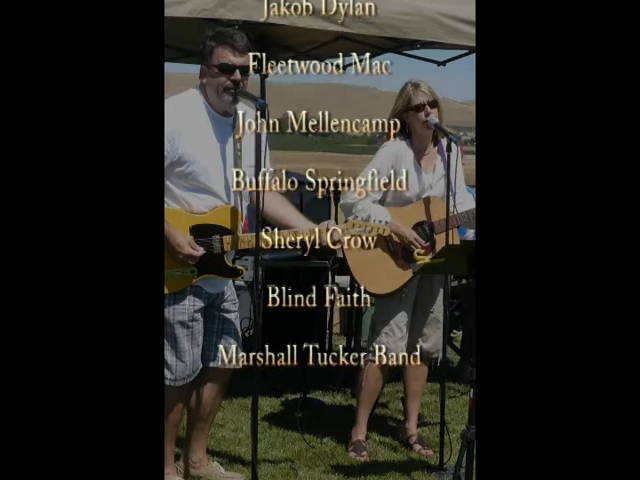 Jakob Dylan
Fleetwood Mac
John Mellencamp
Buffalo Springfield
Sheryl Crow
Blind Faith
Marshall Tucker Band